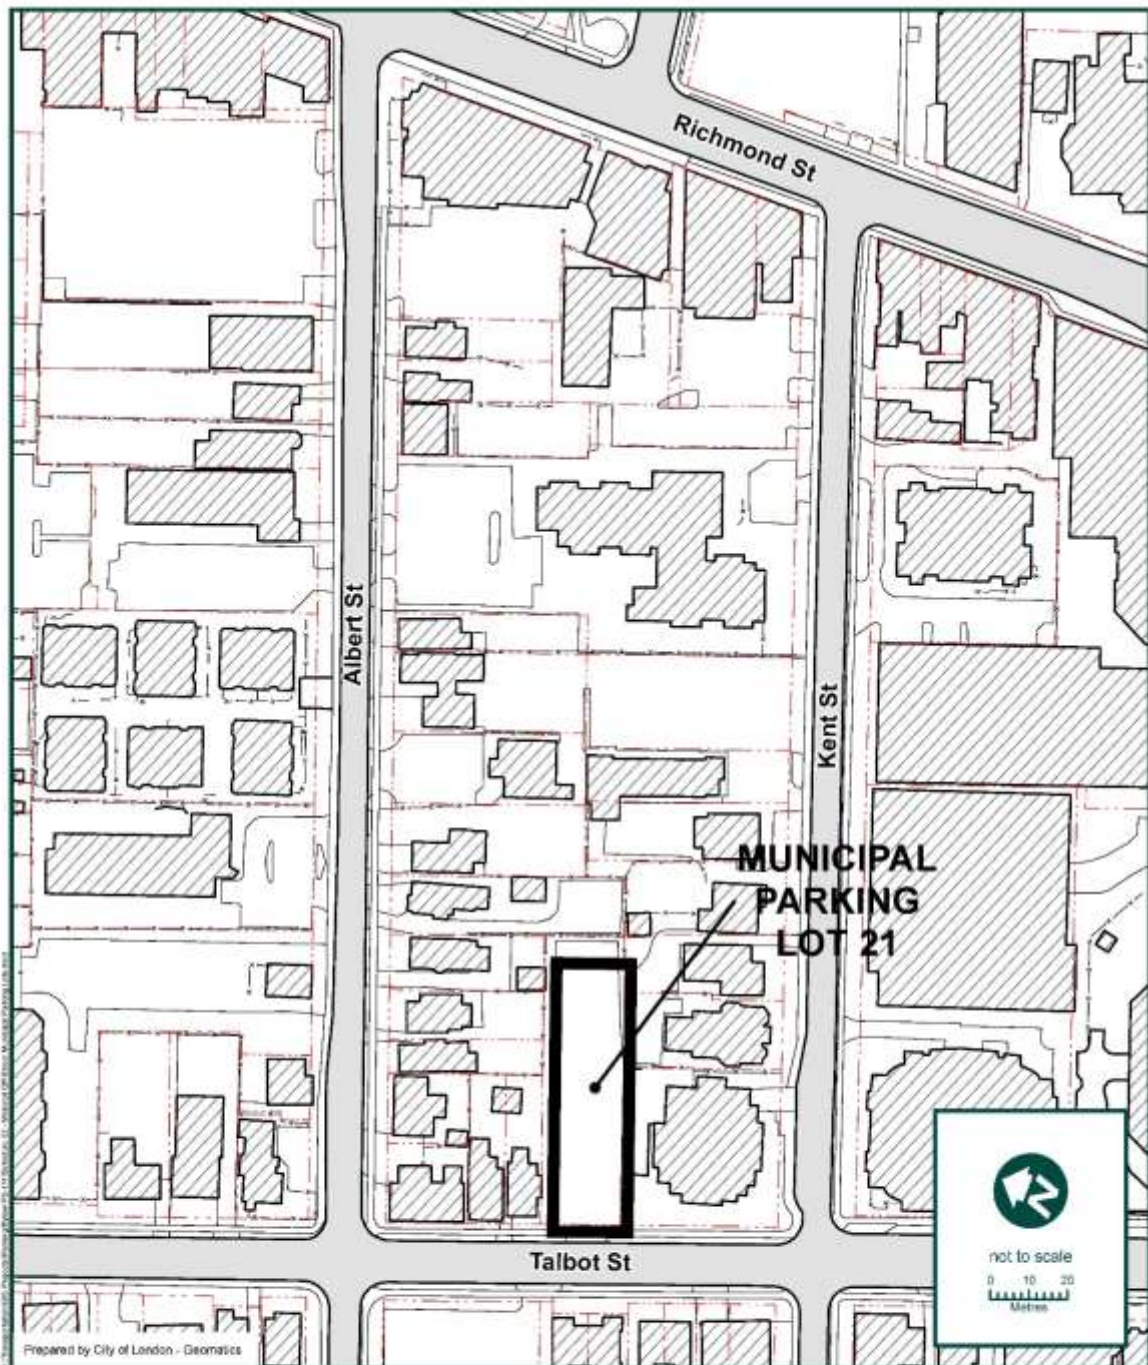 Richmond St
Albert St
Kent St
MUNICIPAL
PARKING
LOT 21
Talbot St
N
not to scale
0 10 20
Metres
Prepared by City of London - Geomatics